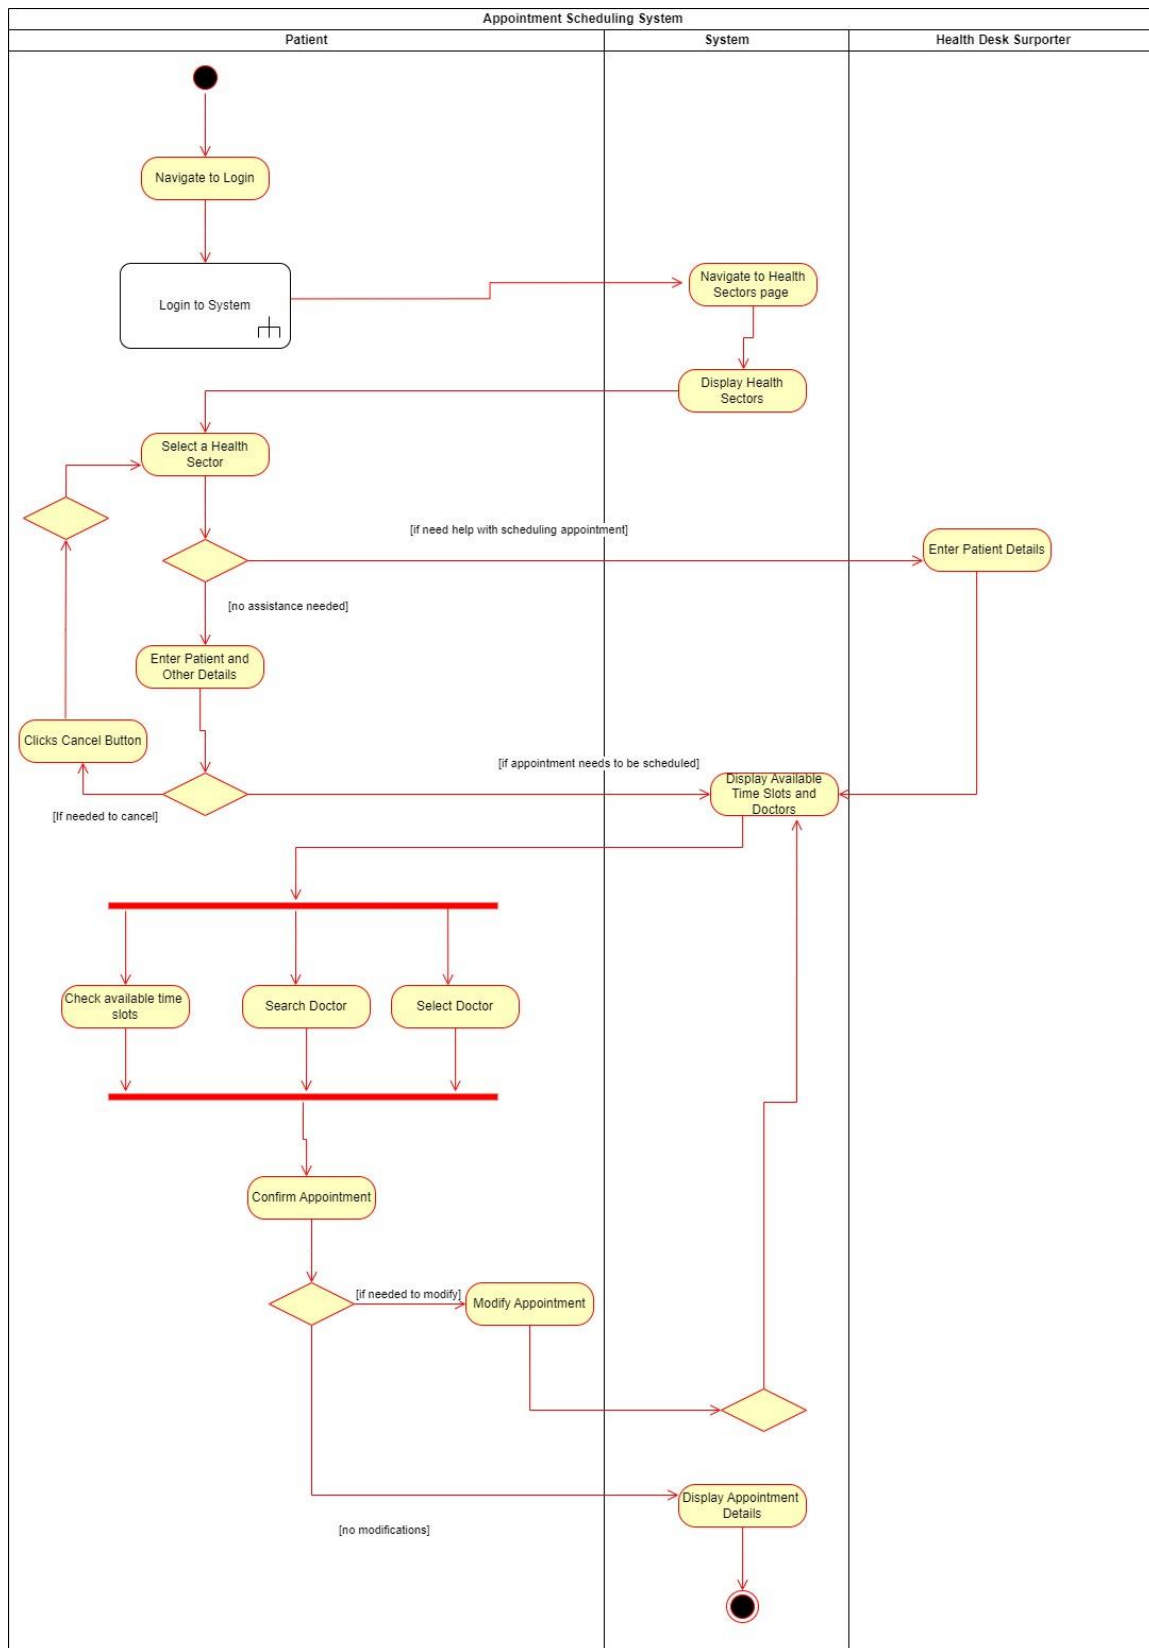 Appointment Scheduling System
Patient
System
Health Desk Surporter
Navigate to Login
Login to System
Navigate to Health
Sectors page
Display Health
Sectors
Select a Health
Sector
[if need help with scheduling appointment]
Enter Patient Details
[no assistance needed]
Enter Patient and
Other Details
Clicks Cancel Button
[if appointment needs to be scheduled]
Display Available
Time Slots and
Doctors
[If needed to cancel]
Check available time
slots
Search Doctor
Select Doctor
Confirm Appointment
[if needed to modify]
Modify Appointment
Display Appointment
Details
[no modifications]